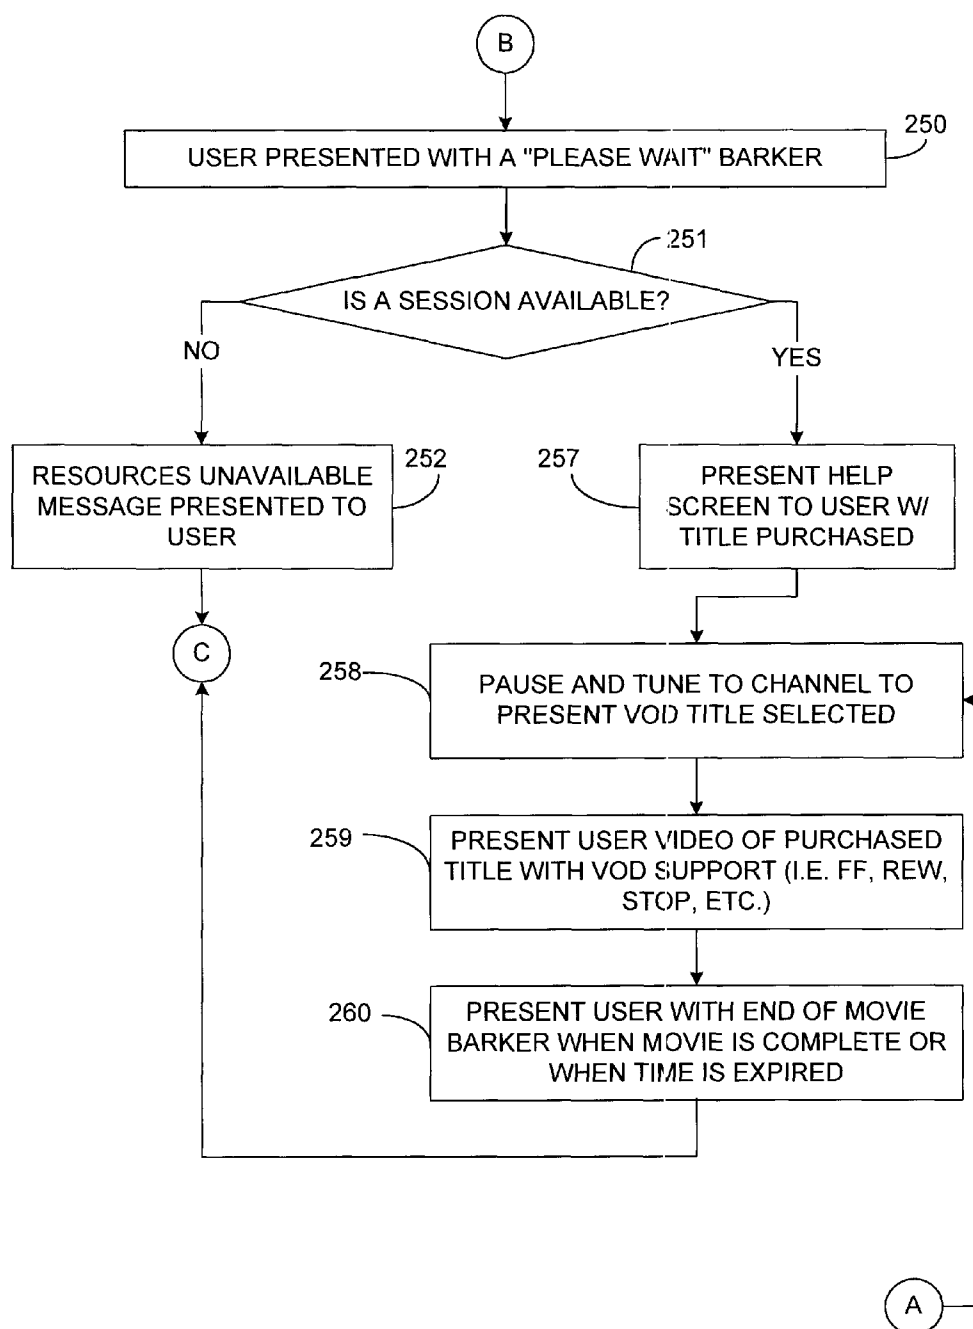 B
250
USER PRESENTED WITH A "PLEASE WAIT" BARKER
251
IS A SESSION AVAILABLE?
NO
YES
RESOURCES UNAVAILABLE
MESSAGE PRESENTED TO
USER
252
257
PRESENT HELP
SCREEN TO USER W/
TITLE PURCHASED
C
258
PAUSE AND TUNE TO CHANNEL TO
PRESENT VOD TITLE SELECTED
259
PRESENT USER VIDEO OF PURCHASED
TITLE WITH VOD SUPPORT (I.E. FF, REW,
STOP, ETC.)
260
PRESENT USER WITH END OF MOVIE
BARKER WHEN MOVIE IS COMPLETE OR
WHEN TIME IS EXPIRED
A